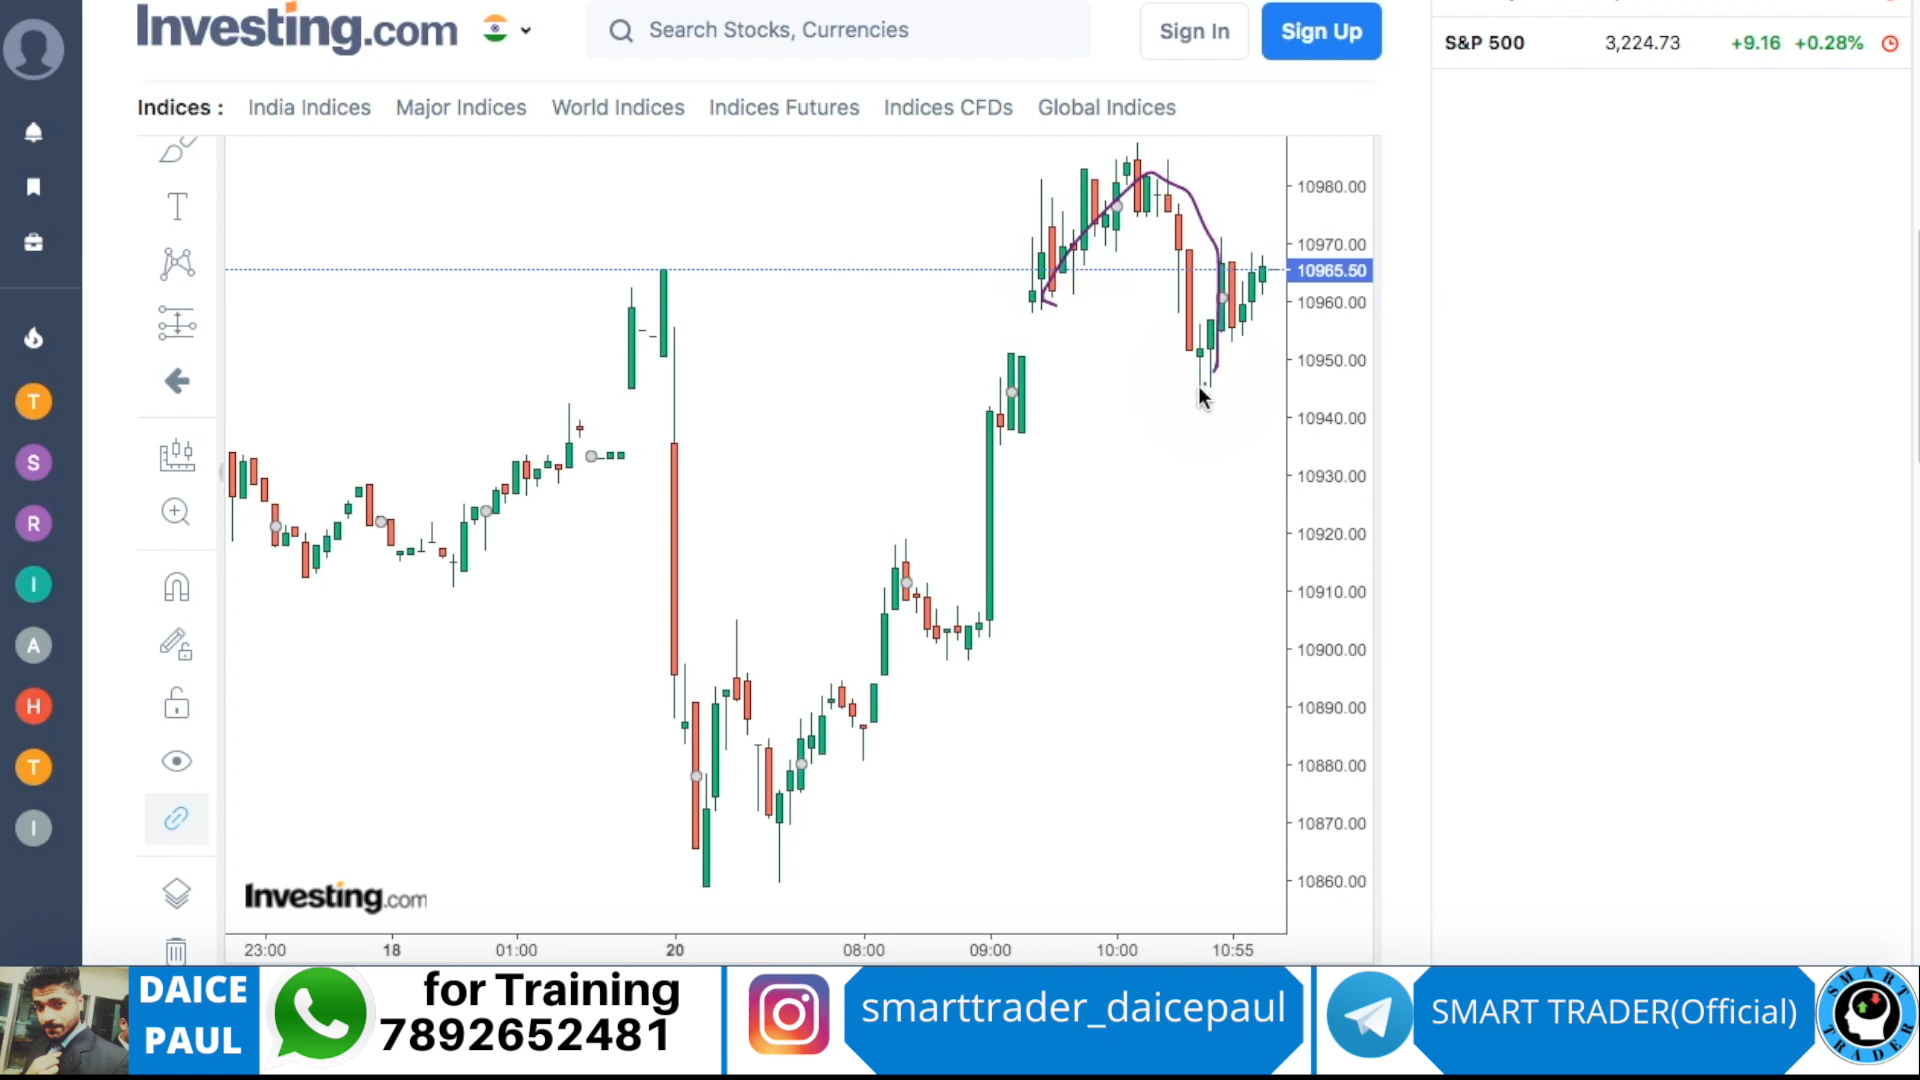 Investing.com
Search Stocks, Currencies
Sign In
Sign Up
S&P 500 3,224.73 +9.16 +0.28%
Indices : India Indices Major Indices World Indices Indices Futures Indices CFDs Global Indices
T
T
S
R
I
A
H
T
I
10980.00
10970.00
10965.50
10960.00
10950.00
10940.00
10930.00
10920.00
10910.00
10900.00
10890.00
10880.00
10870.00
10860.00
Investing.com
23:00 18 01:00 20 08:00 09:00 10:00 10:55
DAICE
PAUL
for Training
7892652481
smarttrader_daicepaul
SMART TRADER(Official)
SMART
TRADER